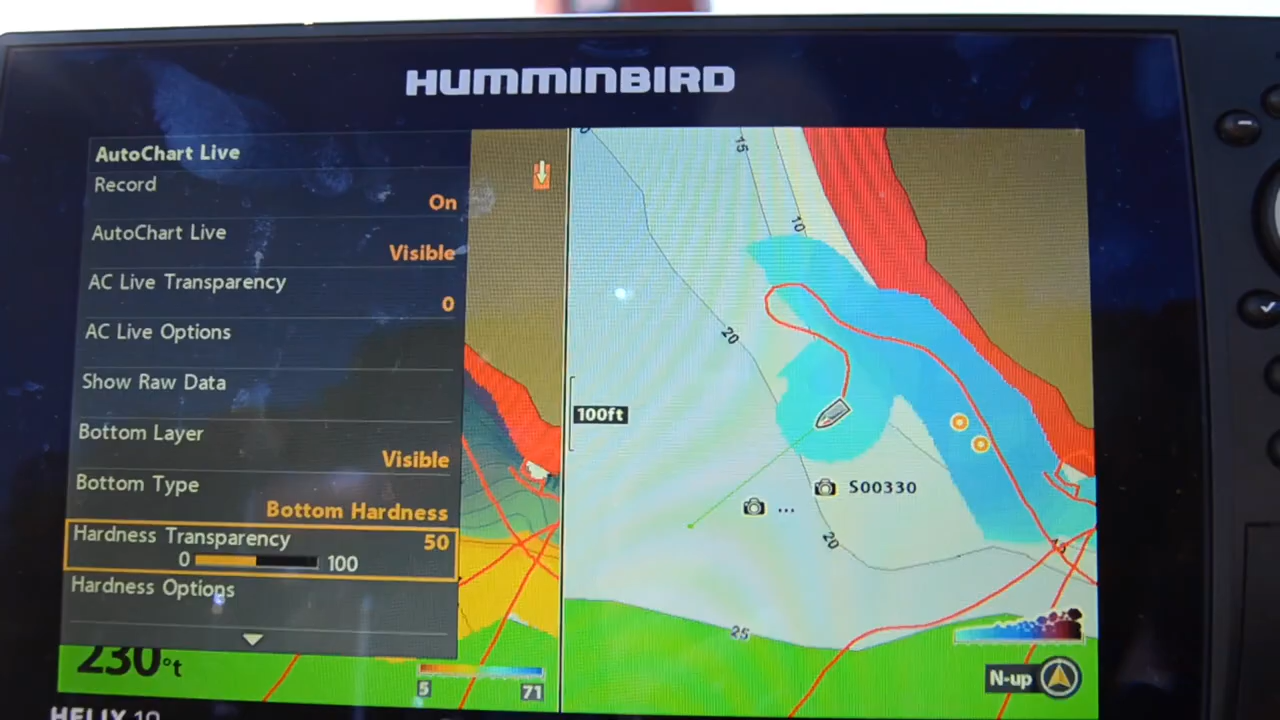 HUMMINBIRD
AutoChart Live
Record
On
AutoChart Live
Visible
AC Live Transparency
0
AC Live Options
Show Raw Data
Bottom Layer
Visible
Bottom Type
Bottom Hardness
Hardness Transparency
50
0 100
Hardness Options
230°t
5 71
15
10
20
100ft
S00330
...
20
25
N-up
HELIX 10